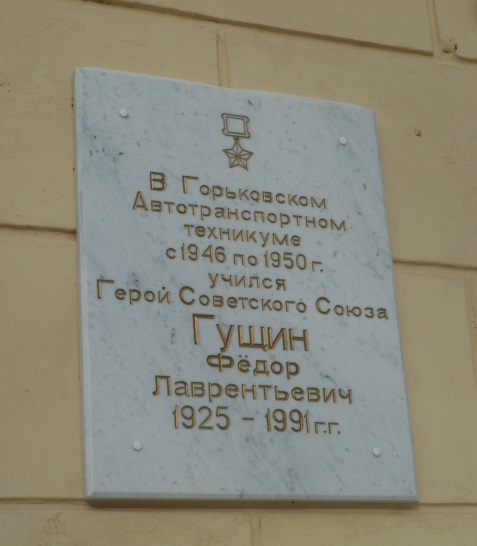 В Горьковском
Автотранспортном
техникуме
с 1946 по 1950 г.
учился
Герой Советского Союза
Гущин
Фёдор
Лаврентьевич
1925 - 1991 г.г.